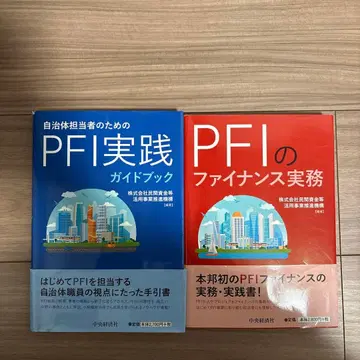 自治体担当者のための
PFI実践
ガイドブック
株式会社民間資金等
活用事業推進機構
はじめてPFIを担当する
自治体職員の視点にたった手引書
中央経済社
PFIの
ファイナンス実務
株式会社民間資金等
活用事業推進機構
本邦初のPFIファイナンスの
実務・実践書!
中央経済社